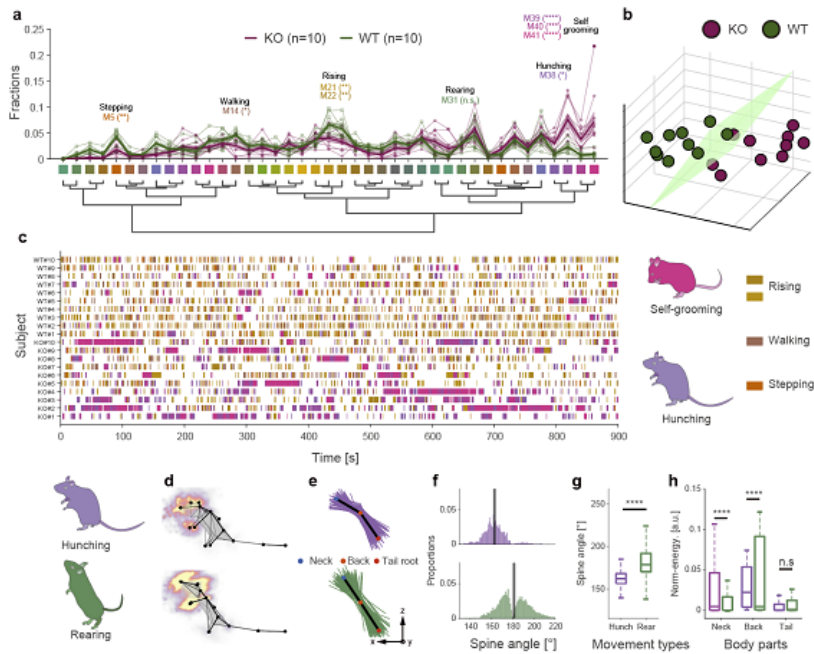 a
0.25
0.2
0.15
0.1
0.05
0
Fractions
KO (n=10)
WT (n=10)
Stepping
M5 (**)
Walking
M14 (*)
Rising
M21 (**)
M22 (**)
Rearing
M31 (n.s.)
Hunching
M38 (*)
M39 (****)
M40 (****)
M41 (****)
Self
grooming
b
KO
WT
c
Subject
WT#10
WT#9
WT#8
WT#7
WT#6
WT#5
WT#4
WT#3
WT#2
WT#1
KO#10
KO#9
KO#8
KO#7
KO#6
KO#5
KO#4
KO#3
KO#2
KO#1
0
100
200
300
400
500
600
700
800
900
Time [s]
Self-grooming
Hunching
Rising
Walking
Stepping
Hunching
Rearing
d
e
Neck
Back
Tail root
z
x
y
f
Proportions
100
120
140
160
180
200
220
Spine angle [°]
g
Spine angle [°]
250
200
150
****
Hunch
Rear
Movement types
h
Norm-energy. [a.u.]
0.15
0.1
0.05
0
****
****
n.s
Neck
Back
Tail
Body parts